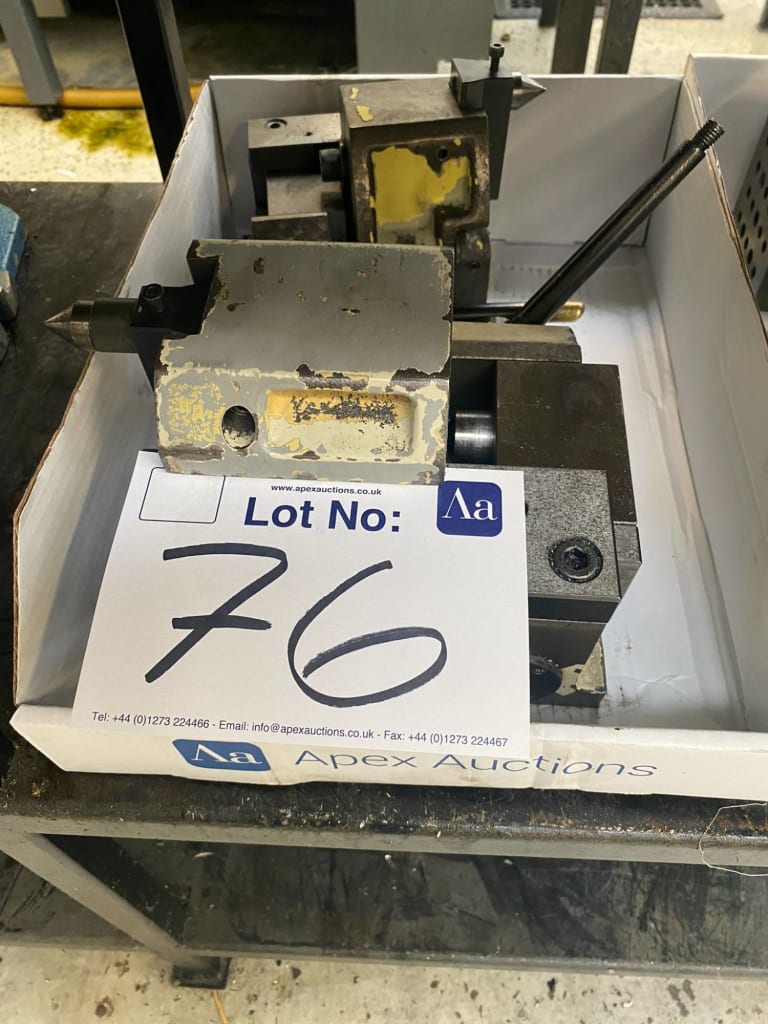 www.apexauctions.co.uk
Lot No:
Aa
76
Tel: +44 (0)1273 224466 - Email: info@apexauctions.co.uk - Fax: +44 (0)1273 224467
Aa Apex Auctions